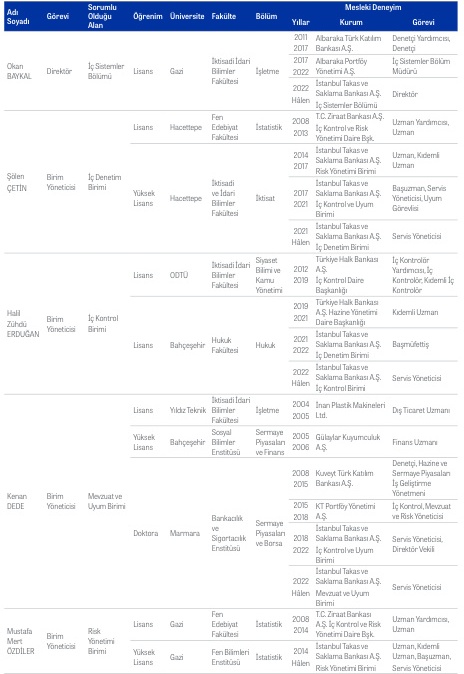 Adı Soyadı
Görevi
Sorumlu Olduğu Alan
Öğrenim
Üniversite
Fakülte
Bölüm
Mesleki Deneyim
Yıllar
Kurum
Görevi
Okan BAYKAL
Direktör
İç Sistemler Bölümü
Lisans
Gazi
İktisadi İdari Bilimler Fakültesi
İşletme
2011 2017
Albaraka Türk Katılım Bankası A.Ş.
Denetçi Yardımcısı, Denetçi
2017 2022
Albaraka Portföy Yönetimi A.Ş.
İç Sistemler Bölüm Müdürü
2022 Hâlen
İstanbul Takas ve Saklama Bankası A.Ş. İç Sistemler Bölümü
Direktör
Şölen ÇETİN
Birim Yöneticisi
İç Denetim Birimi
Lisans
Hacettepe
Fen Edebiyat Fakültesi
İstatistik
2008 2013
T.C. Ziraat Bankası A.Ş. İç Kontrol ve Risk Yönetimi Daire Bşk.
Uzman Yardımcısı, Uzman
Yüksek Lisans
Hacettepe
İktisadi ve İdari Bilimler Fakültesi
İktisat
2014 2017
İstanbul Takas ve Saklama Bankası A.Ş. Risk Yönetimi Birimi
Uzman, Kıdemli Uzman
2017 2021
İstanbul Takas ve Saklama Bankası A.Ş. İç Kontrol ve Uyum Birimi
Başuzman, Servis Yöneticisi, Uyum Görevlisi
2021 Hâlen
İstanbul Takas ve Saklama Bankası A.Ş. İç Denetim Birimi
Servis Yöneticisi
Halil Zühdü ERDUĞAN
Birim Yöneticisi
İç Kontrol Birimi
Lisans
ODTÜ
İktisadi İdari Bilimler Fakültesi
Siyaset Bilimi ve Kamu Yönetimi
2012 2019
Türkiye Halk Bankası A.Ş. İç Kontrol Daire Başkanlığı
İç Kontrolör Yardımcısı, İç Kontrolör, Kıdemli İç Kontrolör
Lisans
Bahçeşehir
Hukuk Fakültesi
Hukuk
2019 2021
Türkiye Halk Bankası A.Ş. Hazine Yönetimi Daire Başkanlığı
Kıdemli Uzman
2021 2022
İstanbul Takas ve Saklama Bankası A.Ş. İç Denetim Birimi
Başmüfettiş
2022 Hâlen
İstanbul Takas ve Saklama Bankası A.Ş. İç Kontrol Birimi
Servis Yöneticisi
Kenan DEDE
Birim Yöneticisi
Mevzuat ve Uyum Birimi
Lisans
Yıldız Teknik
İktisadi İdari Bilimler Fakültesi
İşletme
2004 2005
İnan Plastik Makineleri Ltd.
Dış Ticaret Uzmanı
Yüksek Lisans
Bahçeşehir
Sosyal Bilimler Enstitüsü
Sermaye Piyasaları ve Finans
2005 2006
Gülaylar Kuyumculuk A.Ş.
Finans Uzmanı
Doktora
Marmara
Bankacılık ve Sigortacılık Enstitüsü
Sermaye Piyasaları ve Borsa
2008 2015
Kuveyt Türk Katılım Bankası A.Ş.
Denetçi, Hazine ve Sermaye Piyasaları İş Geliştirme Yönetmeni
2015 2018
KT Portföy Yönetimi A.Ş.
İç Kontrol, Mevzuat ve Risk Yöneticisi
2018 2022
İstanbul Takas ve Saklama Bankası A.Ş. İç Kontrol ve Uyum Birimi
Servis Yöneticisi, Direktör Vekili
2022 Hâlen
İstanbul Takas ve Saklama Bankası A.Ş. Mevzuat ve Uyum Birimi
Servis Yöneticisi
Mustafa Mert ÖZDİLER
Birim Yöneticisi
Risk Yönetimi Birimi
Lisans
Gazi
Fen Edebiyat Fakültesi
İstatistik
2008 2014
T.C. Ziraat Bankası A.Ş. İç Kontrol ve Risk Yönetimi Daire Bşk.
Uzman Yardımcısı, Uzman
Yüksek Lisans
Gazi
Fen Bilimleri Enstitüsü
İstatistik
2014 Hâlen
İstanbul Takas ve Saklama Bankası A.Ş. Risk Yönetimi Birimi
Uzman, Kıdemli Uzman, Başuzman, Servis Yöneticisi